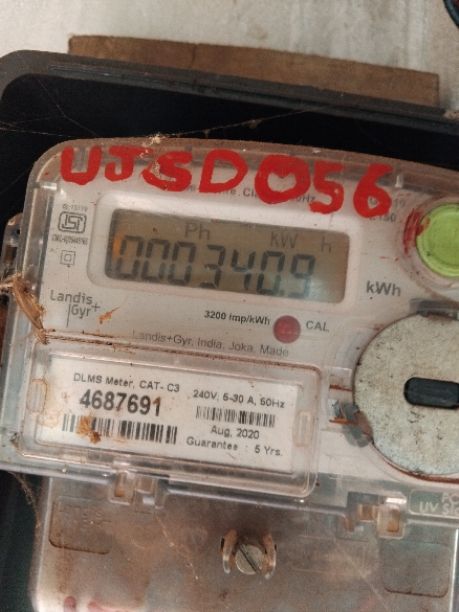 UJSD056
Ph kW h
000340.9
kWh
Landis
Gyr+
3200 imp/kWh
CAL
Landis+Gyr, India, Joka, Made
DLMS Meter, CAT- C3
4687691
240V, 5-30 A, 50Hz
Aug, 2020
Guarantee : 5 Yrs.